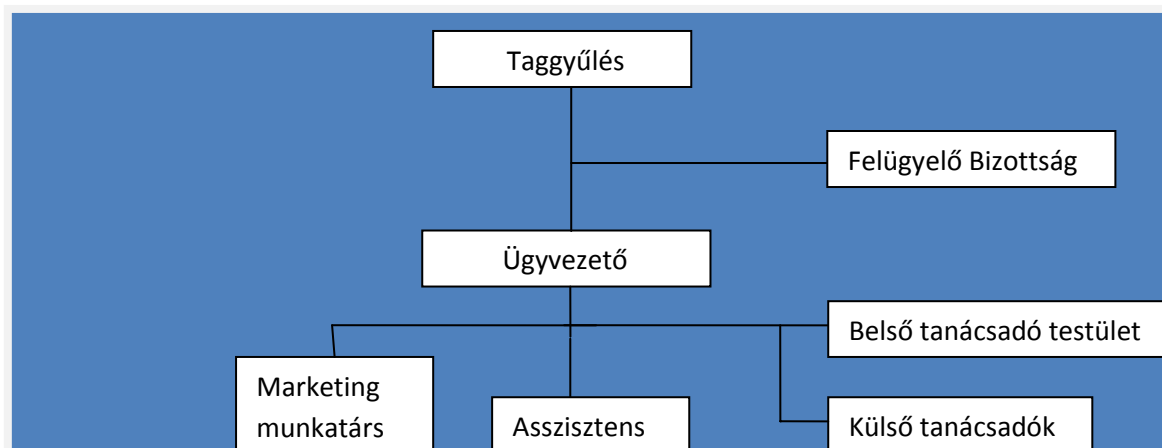 Taggyűlés
Felügyelő Bizottság
Ügyvezető
Belső tanácsadó testület
Marketing
munkatárs
Asszisztens
Külső tanácsadók